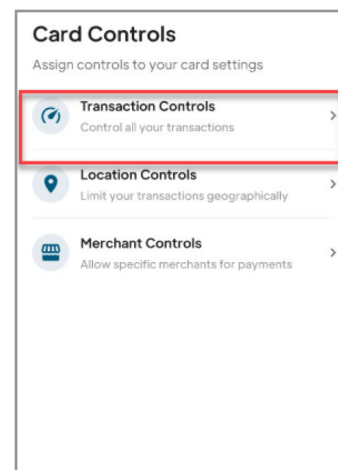 Card Controls
Assign controls to your card settings
Transaction Controls
Control all your transactions
Location Controls
Limit your transactions geographically
Merchant Controls
Allow specific merchants for payments